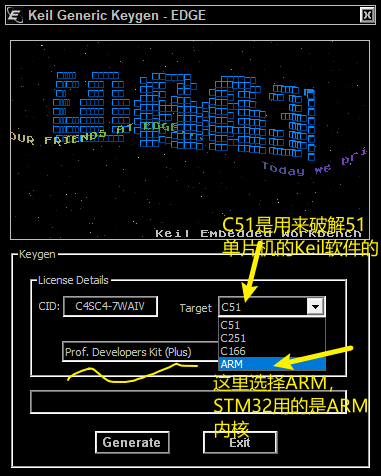 Keil Generic Keygen - EDGE
OUR FRIENDS AT EDGE
Today we pri
Keil Embedded Workbench
C51是用来破解51
单片机的Keil软件的
Keygen
License Details
CID: C4SC4-7WAIV Target C51
C51
C251
C166
ARM
Prof. Developers Kit (Plus)
这里选择ARM，
STM32用的是ARM
内核
Generate Exit